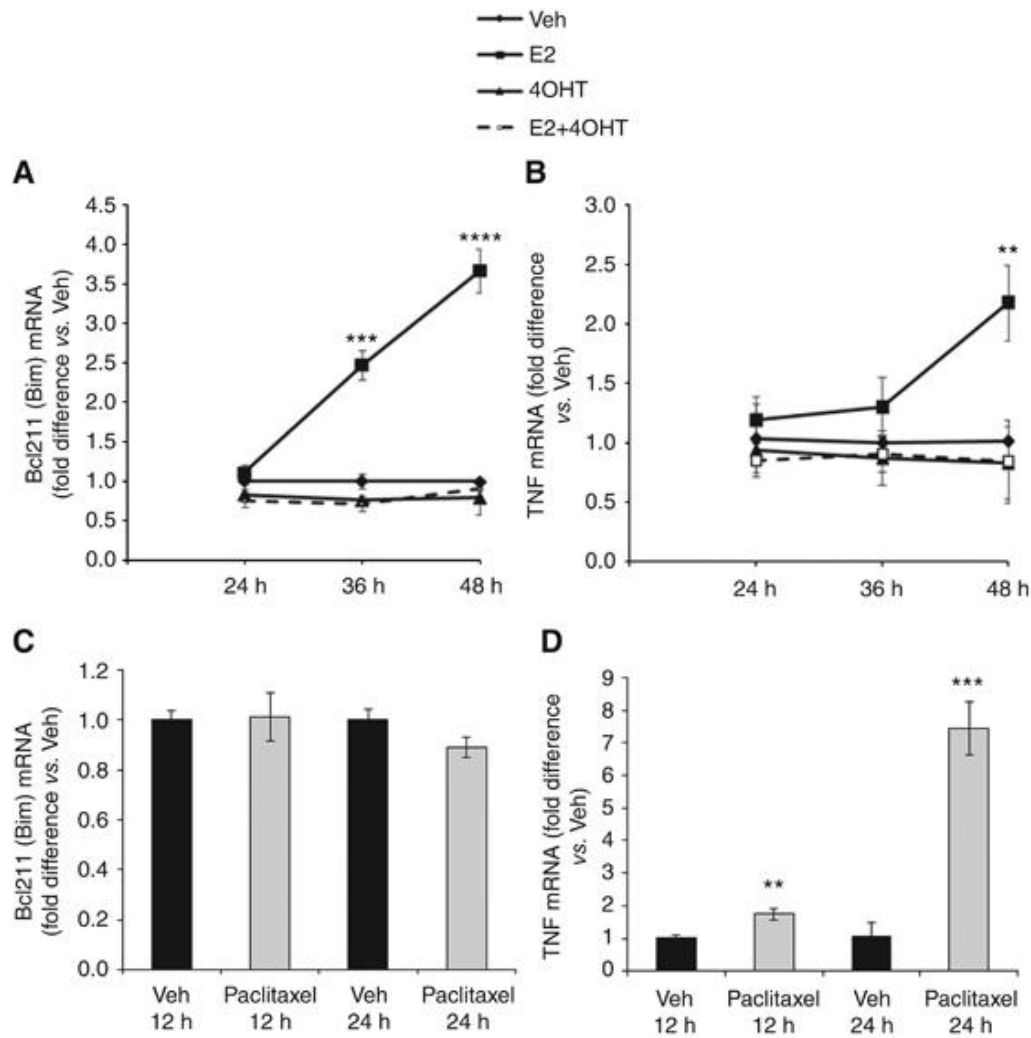 Veh
E2
4OHT
E2+4OHT
A
Bcl211 (Bim) mRNA
(fold difference vs. Veh)
4.5
4.0
3.5
3.0
2.5
2.0
1.5
1.0
0.5
0.0
***
****
24 h
36 h
48 h
B
TNF mRNA (fold difference
vs. Veh)
3.0
2.5
2.0
1.5
1.0
0.5
0.0
**
24 h
36 h
48 h
C
Bcl211 (Bim) mRNA
(fold difference vs. Veh)
1.2
1.0
0.8
0.6
0.4
0.2
0.0
Veh
12 h
Paclitaxel
12 h
Veh
24 h
Paclitaxel
24 h
D
TNF mRNA (fold difference
vs. Veh)
9
8
7
6
5
4
3
2
1
0
**
***
Veh
12 h
Paclitaxel
12 h
Veh
24 h
Paclitaxel
24 h